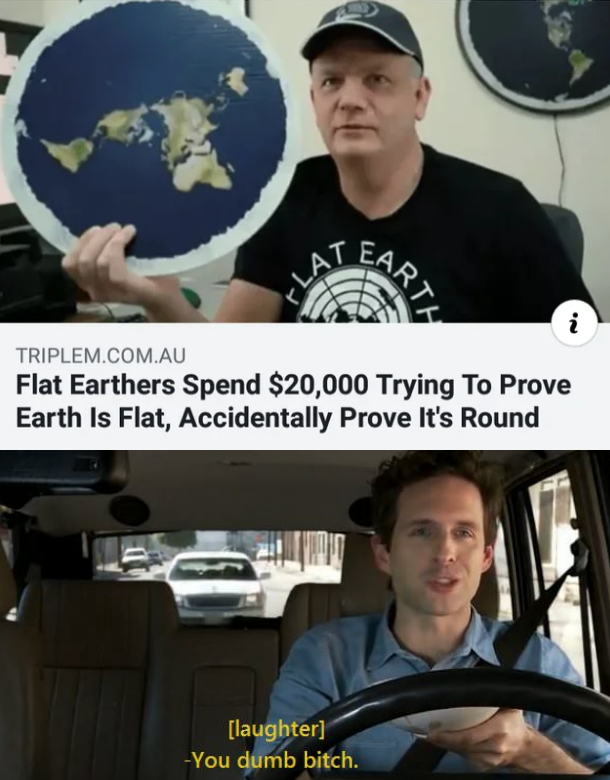 FLAT EARTH
i
TRIPLEM.COM.AU
Flat Earthers Spend $20,000 Trying To Prove
Earth Is Flat, Accidentally Prove It's Round
[laughter]
-You dumb bitch.